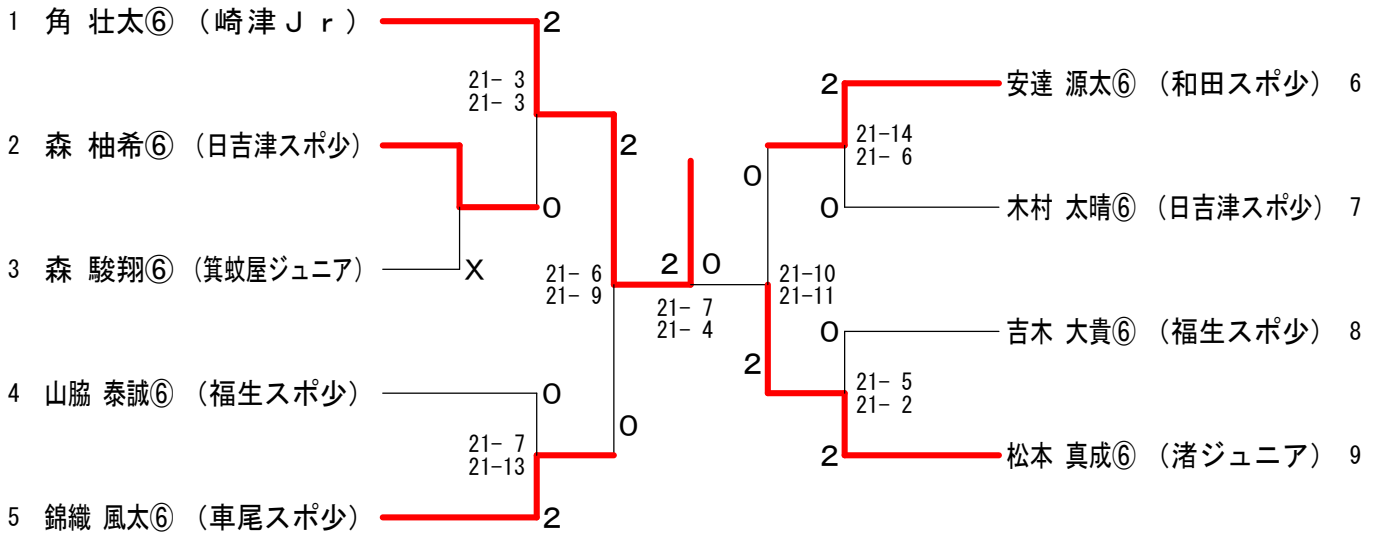 1 角 壮太⑥ （崎津Ｊｒ）
2
21- 3
21- 3
2 森 柚希⑥ （日吉津スポ少）
0
3 森 駿翔⑥ （箕蚊屋ジュニア）
X
2
21- 6
21- 9
4 山脇 泰誠⑥ （福生スポ少）
0
21- 7
21-13
0
5 錦織 風太⑥ （車尾スポ少）
2
2 0
21- 7
21- 4
2
安達 源太⑥ （和田スポ少） 6
21-14
21- 6
0
0
木村 太晴⑥ （日吉津スポ少） 7
21-10
21-11
0
吉木 大貴⑥ （福生スポ少） 8
2
21- 5
21- 2
2
松本 真成⑥ （渚ジュニア） 9